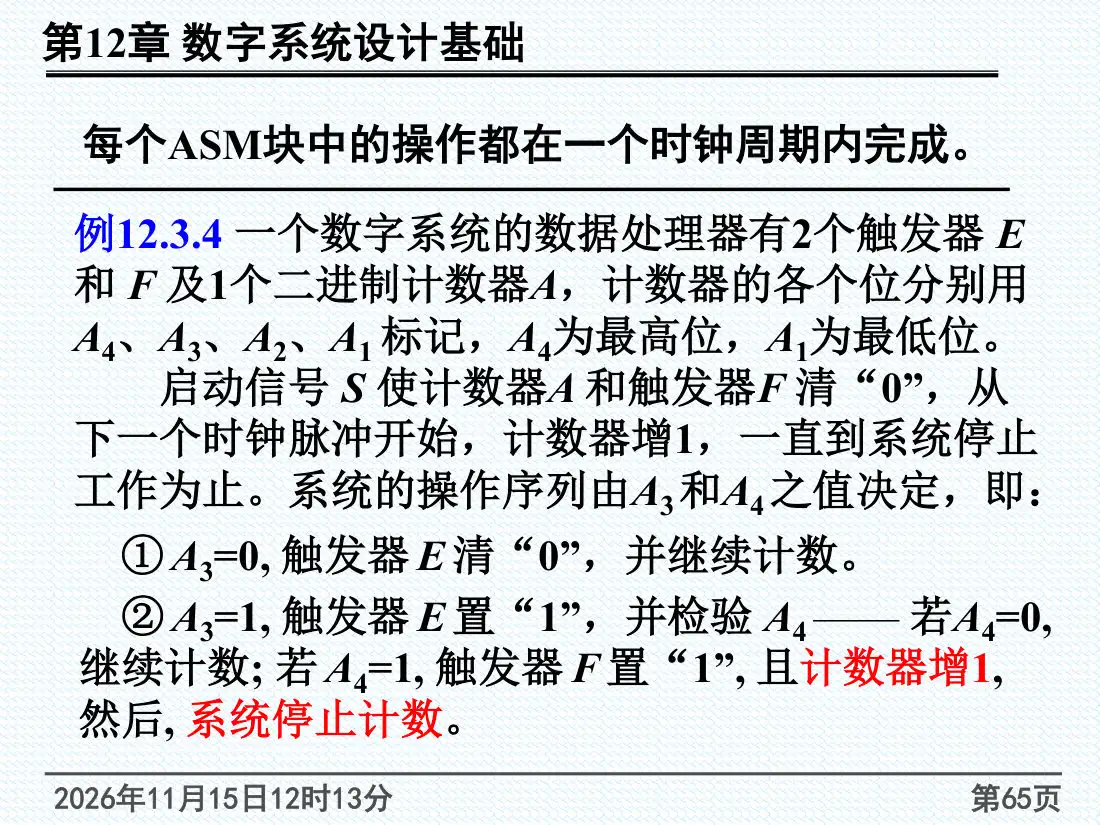 第12章 数字系统设计基础
每个ASM块中的操作都在一个时钟周期内完成。
例12.3.4 一个数字系统的数据处理器有2个触发器 E
和 F 及1个二进制计数器A，计数器的各个位分别用
A4、A3、A2、A1 标记，A4为最高位，A1为最低位。
启动信号 S 使计数器A 和触发器F 清“0”，从
下一个时钟脉冲开始，计数器增1，一直到系统停止
工作为止。系统的操作序列由A3和A4之值决定，即：
① A3=0, 触发器 E 清“0”，并继续计数。
② A3=1, 触发器 E 置“1”，并检验 A4 —— 若A4=0,
继续计数; 若 A4=1, 触发器 F 置“1”, 且计数器增1,
然后, 系统停止计数。
2026年11月15日12时13分
第65页